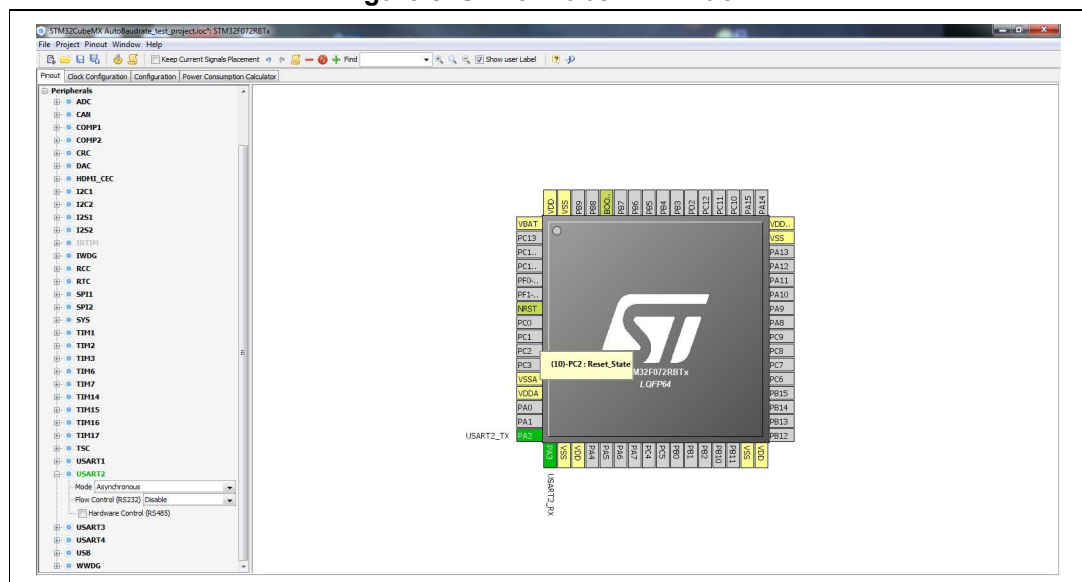 STM32CubeMX AutoBaudrate_test_project.ioc*: STM32F072RBTx
File Project Pinout Window Help
Keep Current Signals Placement Find Show user Label
Pinout Clock Configuration Configuration Power Consumption Calculator
Peripherals
ADC
CAN
COMP1
COMP2
CRC
DAC
HDMI_CEC
I2C1
I2C2
I2S1
I2S2
IRTIM
IWDG
RCC
RTC
SPI1
SPI2
SYS
TIM1
TIM2
TIM3
TIM6
TIM7
TIM14
TIM15
TIM16
TIM17
TSC
USART1
USART2
Mode Asynchronous
Flow Control (RS232) Disable
Hardware Control (RS485)
USART3
USART4
USB
WWDG
VDD VSS PB9 PB8 BOO.. PB7 PB6 PB5 PB4 PB3 PD2 PC12 PC11 PC10 PA15 PA14
VBAT
PC13
PC1..
PC1..
PF0-..
PF1-..
NRST
PC0
PC1
PC2
PC3
VSSA
VDDA
PA0
PA1
USART2_TX PA2
(10)-PC2 : Reset_State
ST
M32F072RBTx
LQFP64
VDD..
VSS
PA13
PA12
PA11
PA10
PA9
PA8
PC9
PC8
PC7
PC6
PB15
PB14
PB13
PB12
PA3 VSS VDD PA4 PA5 PA6 PA7 PC4 PC5 PB0 PB1 PB2 PB10 PB11 VSS VDD
USART2_RX